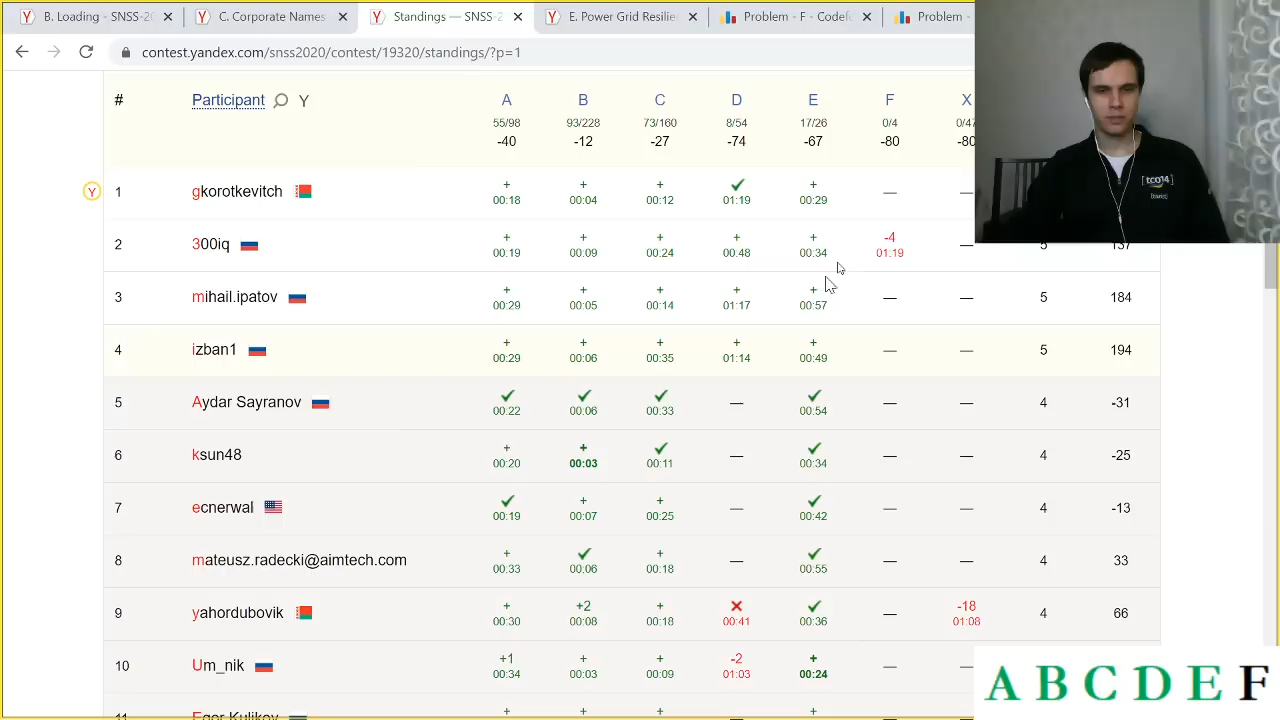 B. Loading - SNSS-20
C. Corporate Names
Standings — SNSS-2
E. Power Grid Resilie
Problem - F - Codefo
Problem -
contest.yandex.com/snss2020/contest/19320/standings/?p=1
# Participant Y A B C D E F X
55/98 93/228 73/160 8/54 17/26 0/4 0/47
-40 -12 -27 -74 -67 -80 -80
Y 1 gkorotkevitch + + + ✓ + — —
00:18 00:04 00:12 01:19 00:29
2 300iq + + + + + -4 — 5 137
00:19 00:09 00:24 00:48 00:34 01:19
3 mihail.ipatov + + + + + — — 5 184
00:29 00:05 00:14 01:17 00:57
4 izban1 + + + + + — — 5 194
00:29 00:06 00:35 01:14 00:49
5 Aydar Sayranov ✓ ✓ ✓ — ✓ — — 4 -31
00:22 00:06 00:33 00:54
6 ksun48 + + ✓ — ✓ — — 4 -25
00:20 00:03 00:11 00:34
7 ecnerwal ✓ + + — ✓ — — 4 -13
00:19 00:07 00:25 00:42
8 mateusz.radecki@aimtech.com + ✓ + — ✓ — — 4 33
00:33 00:06 00:18 00:55
9 yahordubovik + +2 + ✕ ✓ — -18 4 66
00:30 00:08 00:18 00:41 00:36 01:08
10 Um_nik +1 + + -2 + — —
00:34 00:03 00:09 01:03 00:24
11 Egor Kulikov + + + + +
[tco14]
[tourist]
A B C D E F